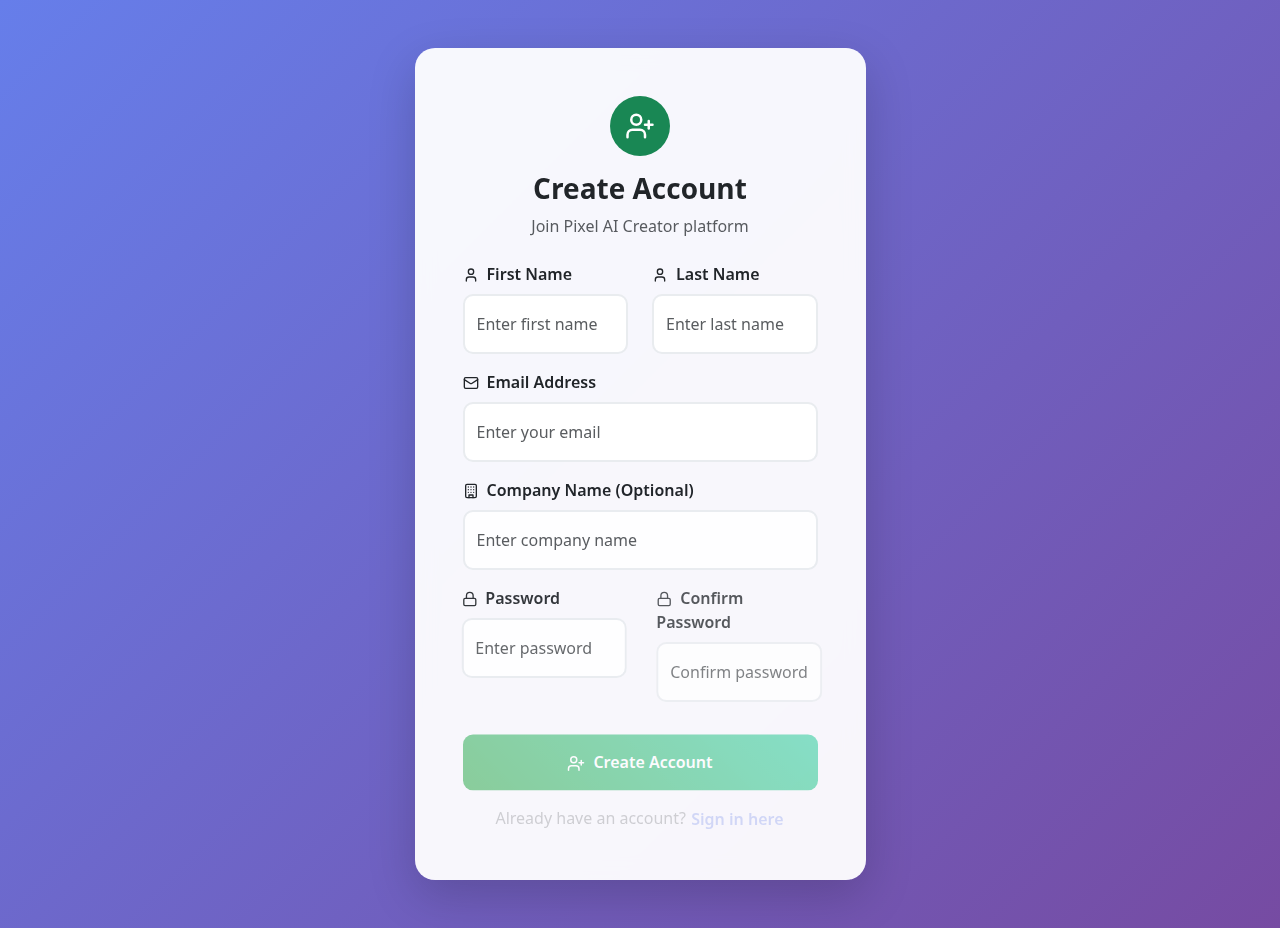 Create Account
Join Pixel AI Creator platform
First Name
Last Name
Enter first name
Enter last name
Email Address
Enter your email
Company Name (Optional)
Enter company name
Password
Confirm
Password
Enter password
Confirm password
Create Account
Already have an account? Sign in here